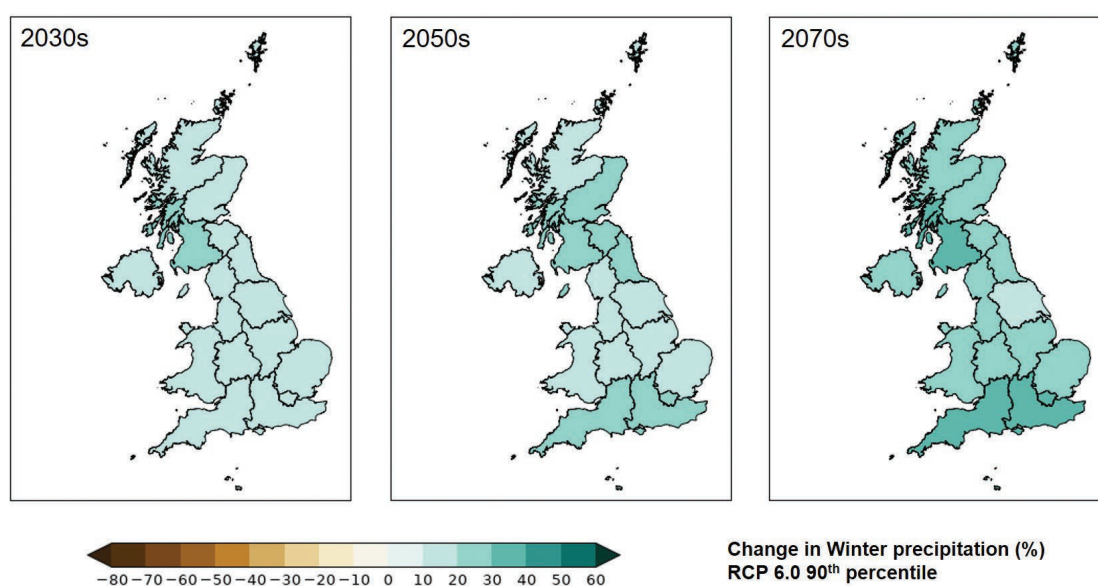 2030s
2050s
2070s
−80 −70 −60 −50 −40 −30 −20 −10 0 10 20 30 40 50 60
Change in Winter precipitation (%)
RCP 6.0 90th percentile